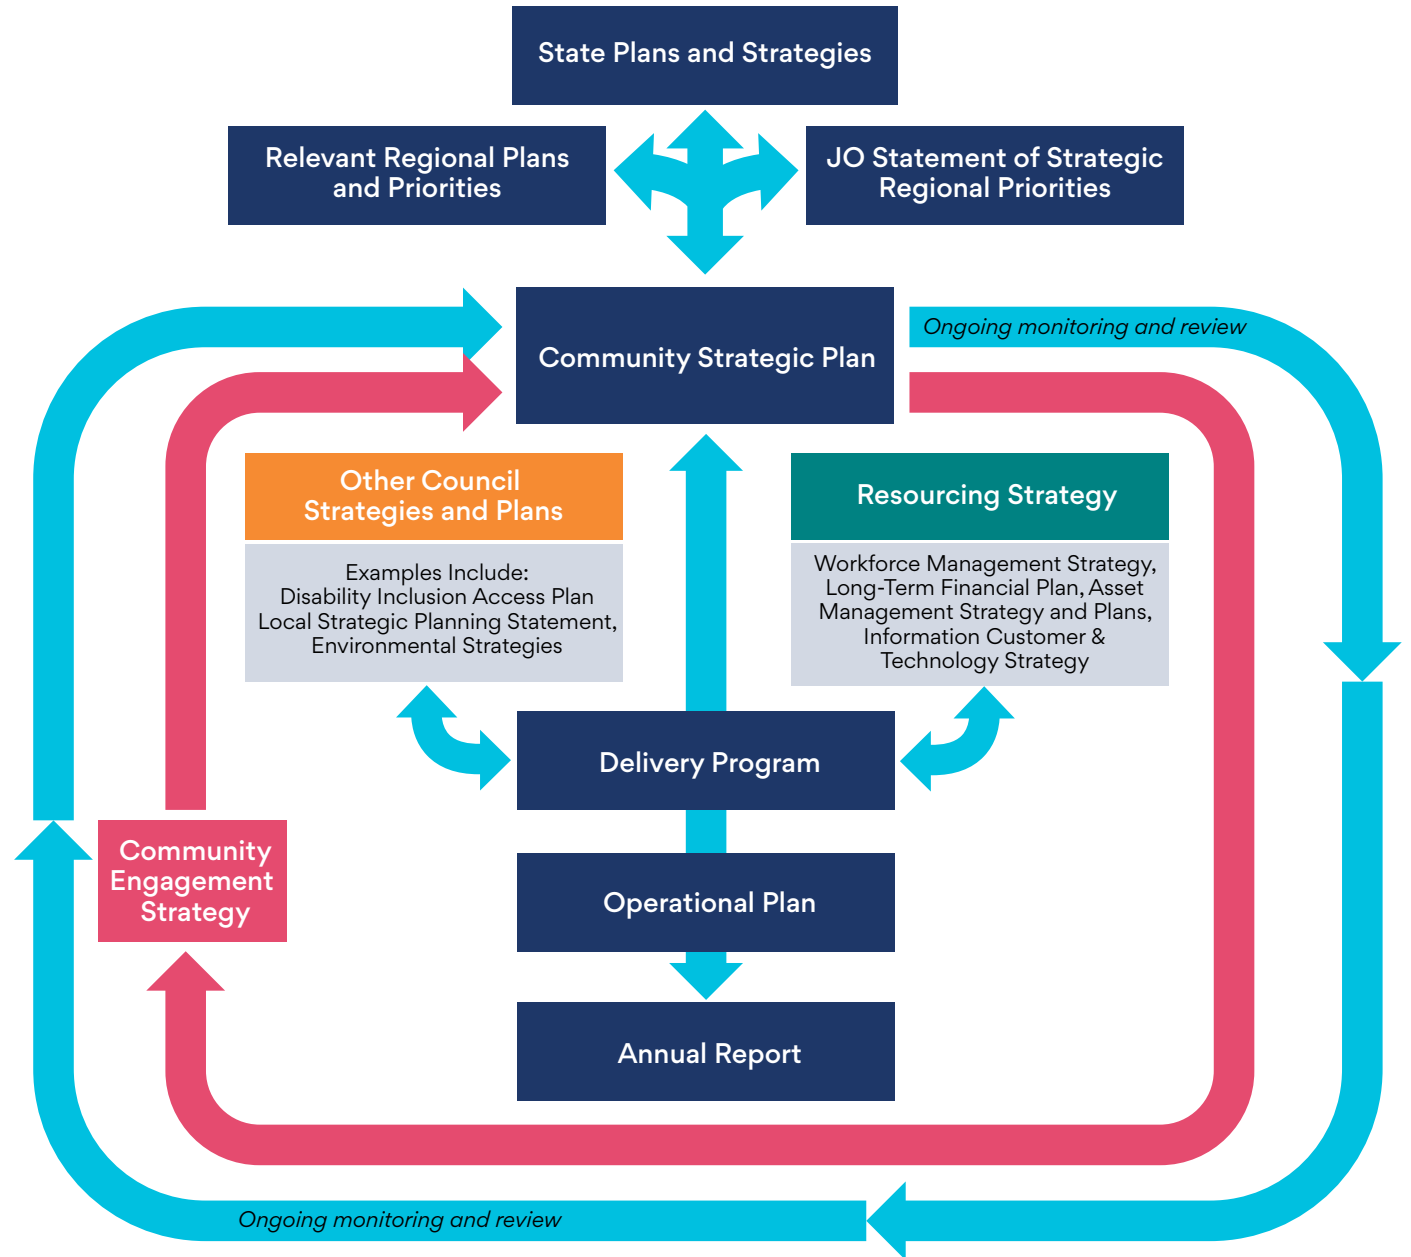 State Plans and Strategies
Relevant Regional Plans
and Priorities
JO Statement of Strategic
Regional Priorities
Community Strategic Plan
Ongoing monitoring and review
Other Council
Strategies and Plans
Examples Include:
Disability Inclusion Access Plan
Local Strategic Planning Statement,
Environmental Strategies
Resourcing Strategy
Workforce Management Strategy,
Long-Term Financial Plan, Asset
Management Strategy and Plans,
Information Customer &
Technology Strategy
Delivery Program
Community
Engagement
Strategy
Operational Plan
Annual Report
Ongoing monitoring and review